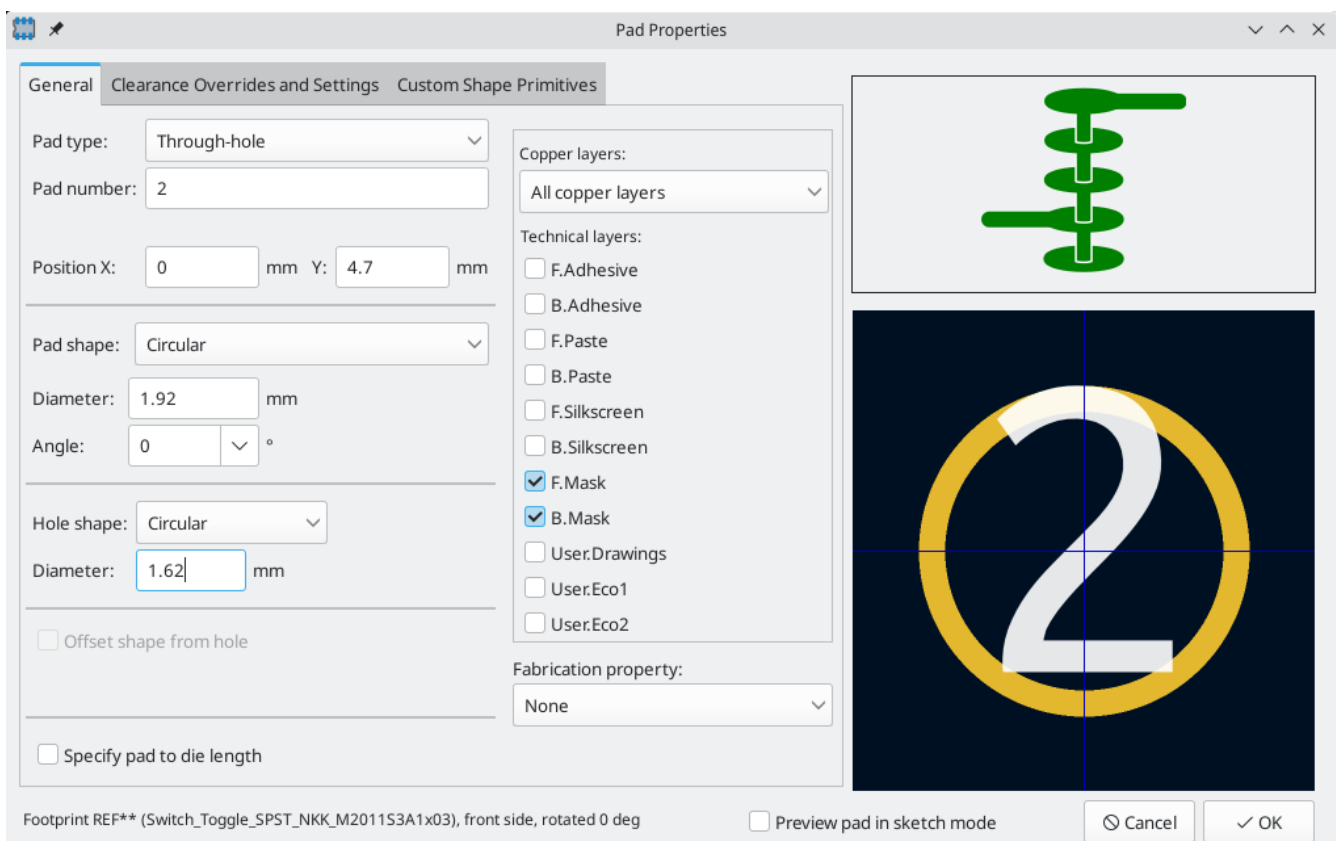 Pad Properties
General Clearance Overrides and Settings Custom Shape Primitives
Pad type: Through-hole
Pad number: 2
Position X: 0 mm Y: 4.7 mm
Pad shape: Circular
Diameter: 1.92 mm
Angle: 0 °
Hole shape: Circular
Diameter: 1.62 mm
Offset shape from hole
Specify pad to die length
Copper layers:
All copper layers
Technical layers:
F.Adhesive
B.Adhesive
F.Paste
B.Paste
F.Silkscreen
B.Silkscreen
F.Mask
B.Mask
User.Drawings
User.Eco1
User.Eco2
Fabrication property:
None
2
Footprint REF** (Switch_Toggle_SPST_NKK_M2011S3A1x03), front side, rotated 0 deg
Preview pad in sketch mode
Cancel
OK